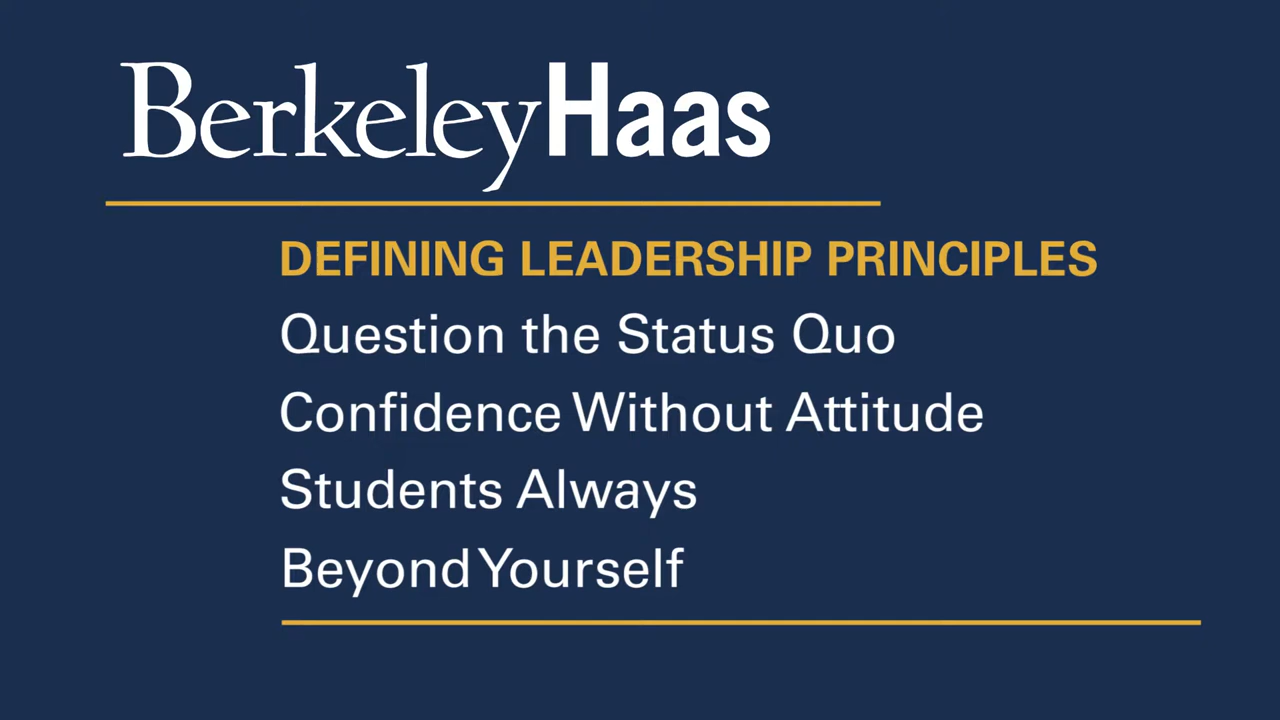 BerkeleyHaas
DEFINING LEADERSHIP PRINCIPLES
Question the Status Quo
Confidence Without Attitude
Students Always
Beyond Yourself